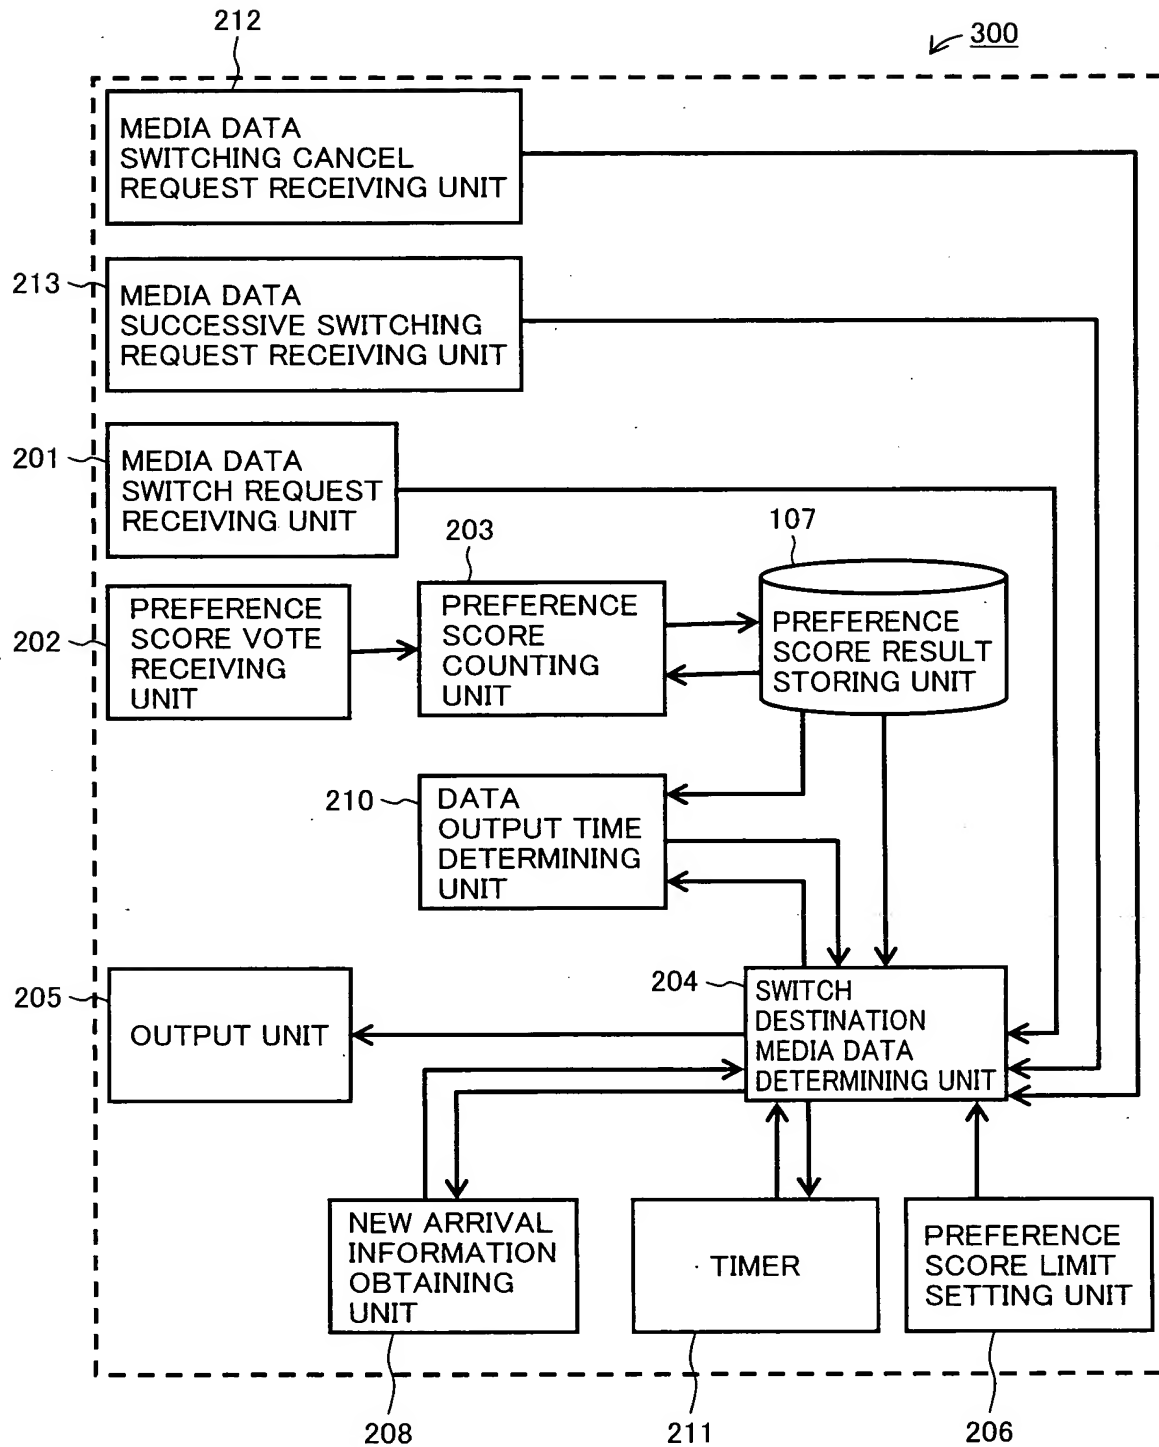 212
300
MEDIA DATA
SWITCHING CANCEL
REQUEST RECEIVING UNIT
213
MEDIA DATA
SUCCESSIVE SWITCHING
REQUEST RECEIVING UNIT
201
MEDIA DATA
SWITCH REQUEST
RECEIVING UNIT
202
PREFERENCE
SCORE VOTE
RECEIVING
UNIT
203
PREFERENCE
SCORE
COUNTING
UNIT
107
PREFERENCE
SCORE RESULT
STORING UNIT
210
DATA
OUTPUT TIME
DETERMINING
UNIT
205
OUTPUT UNIT
204
SWITCH
DESTINATION
MEDIA DATA
DETERMINING UNIT
NEW ARRIVAL
INFORMATION
OBTAINING
UNIT
208
TIMER
211
PREFERENCE
SCORE LIMIT
SETTING UNIT
206